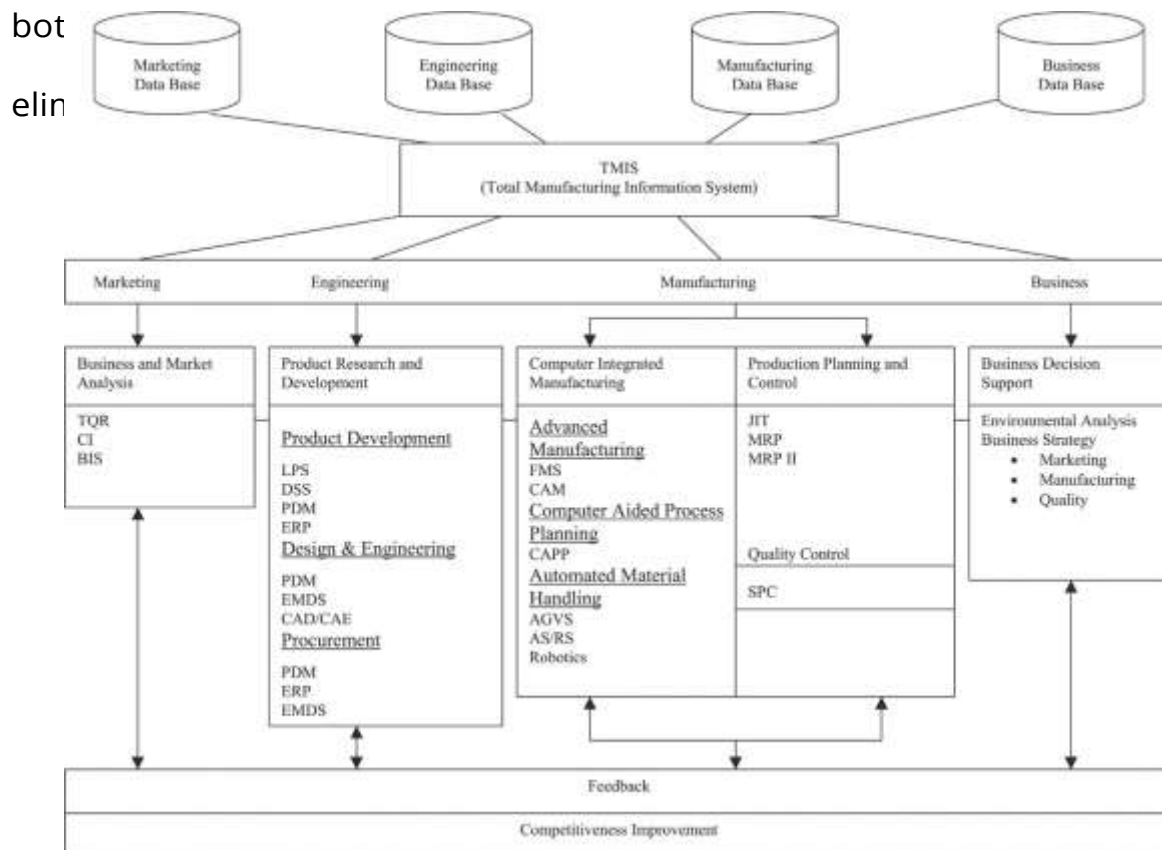 bot
elin
Marketing
Data Base
Engineering
Data Base
Manufacturing
Data Base
Business
Data Base
TMIS
(Total Manufacturing Information System)
Marketing
Engineering
Manufacturing
Business
Business and Market
Analysis
TQR
CI
BIS
Product Research and
Development
Product Development
LPS
DSS
PDM
ERP
Design & Engineering
PDM
EMDS
CAD/CAE
Procurement
PDM
ERP
EMDS
Computer Integrated
Manufacturing
Advanced
Manufacturing
FMS
CAM
Computer Aided Process
Planning
CAPP
Automated Material
Handling
AGVS
AS/RS
Robotics
Production Planning and
Control
JIT
MRP
MRP II
Quality Control
SPC
Business Decision
Support
Environmental Analysis
Business Strategy
• Marketing
• Manufacturing
• Quality
Feedback
Competitiveness Improvement